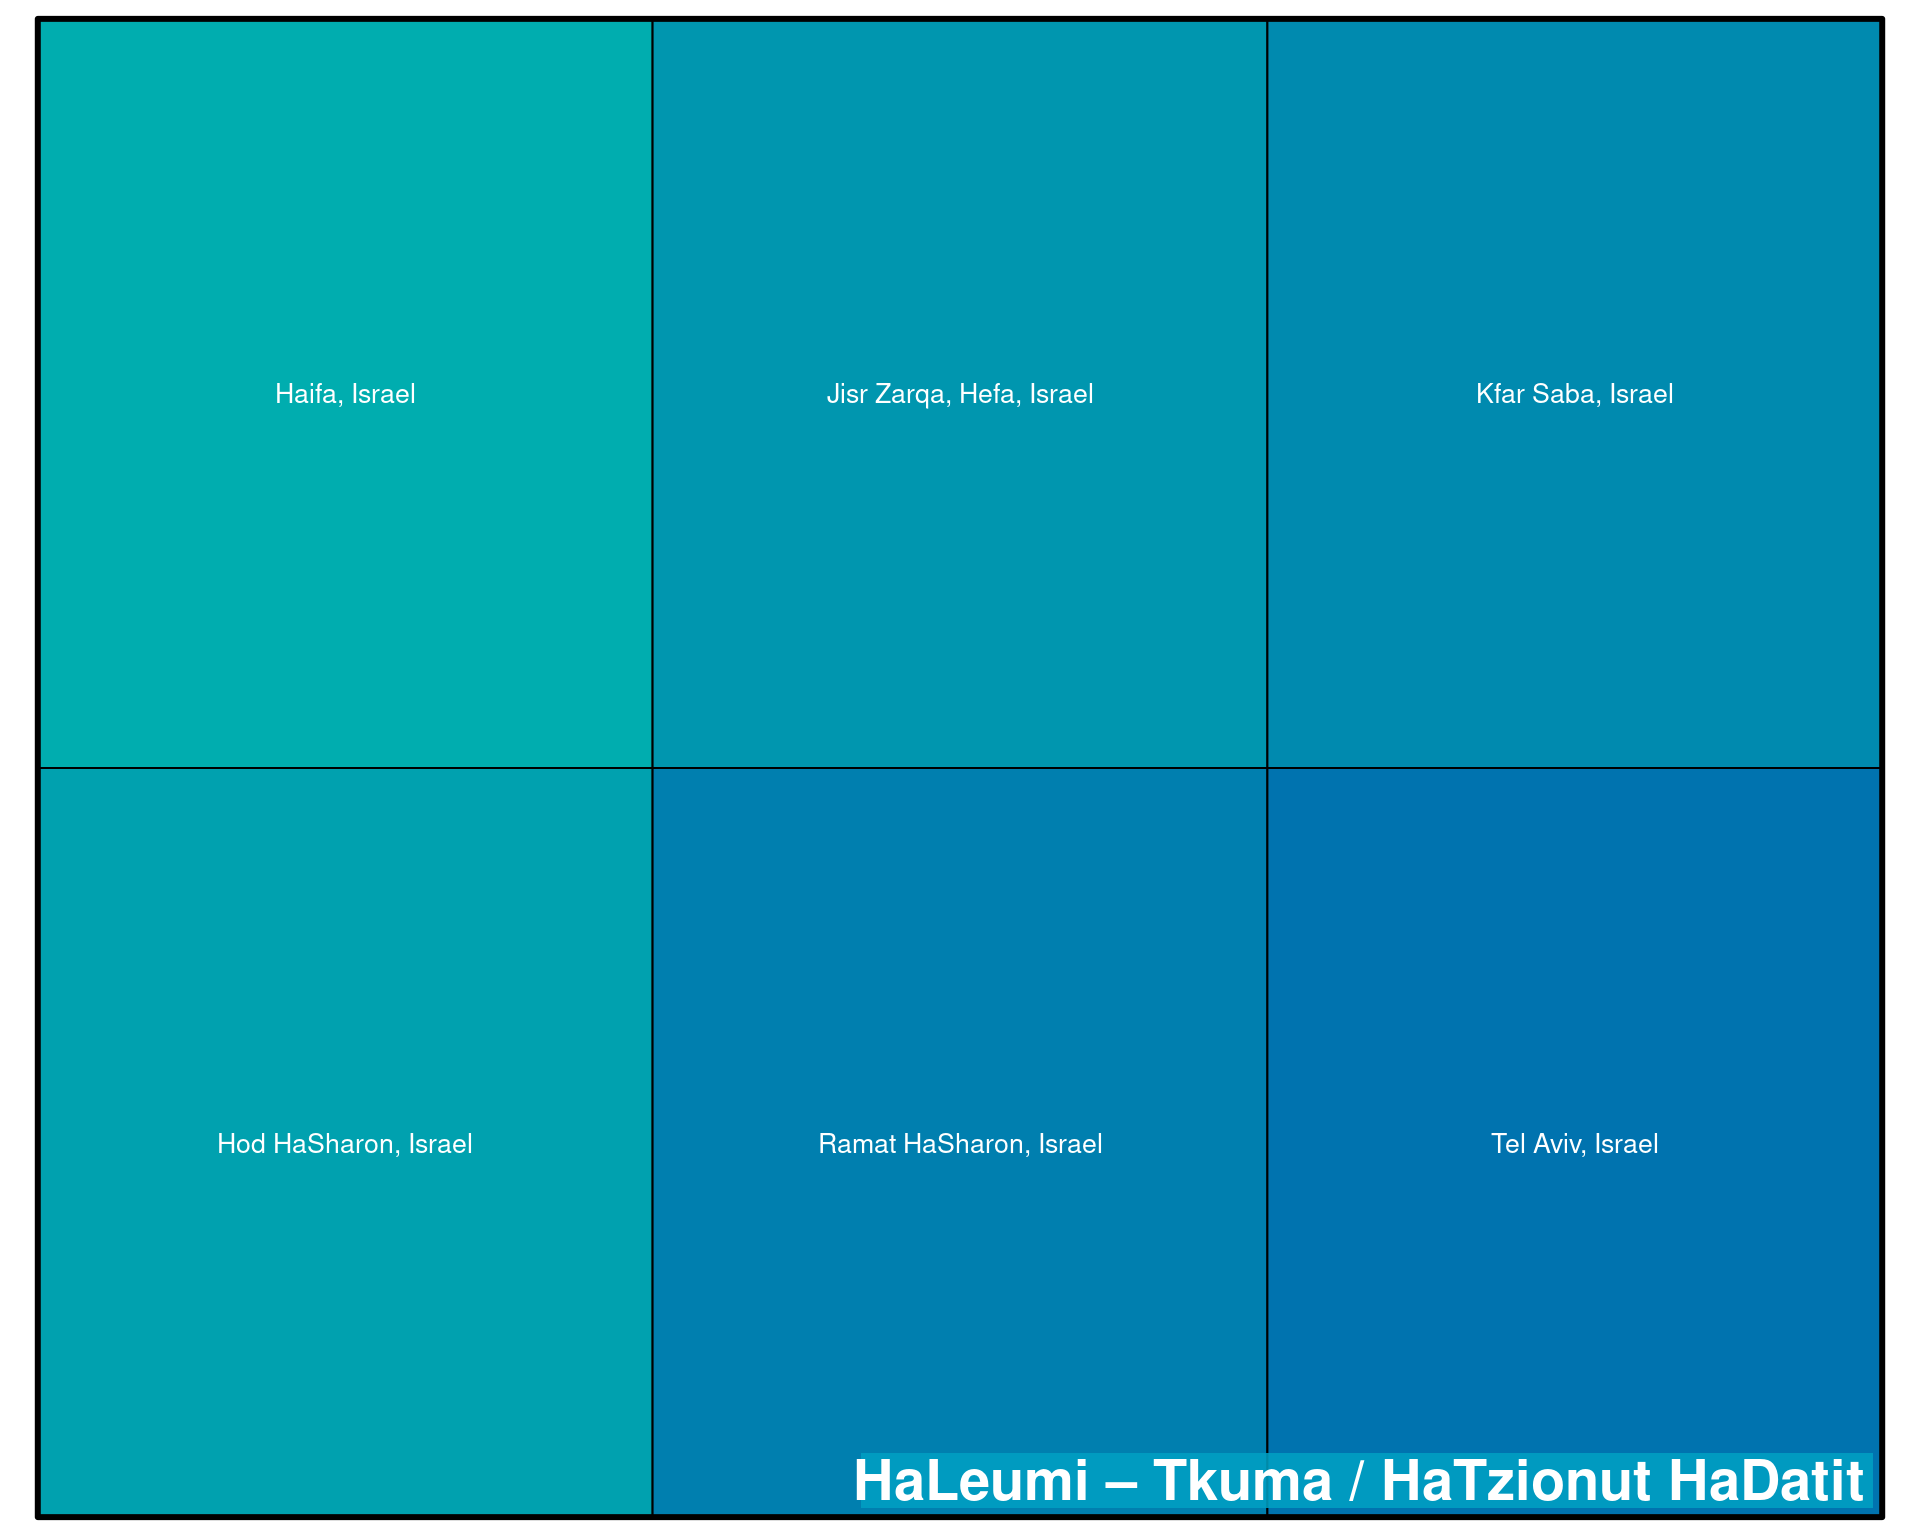 Haifa, Israel
Jisr Zarqa, Hefa, Israel
Kfar Saba, Israel
Hod HaSharon, Israel
Ramat HaSharon, Israel
Tel Aviv, Israel
HaLeumi – Tkuma / HaTzionut HaDatit